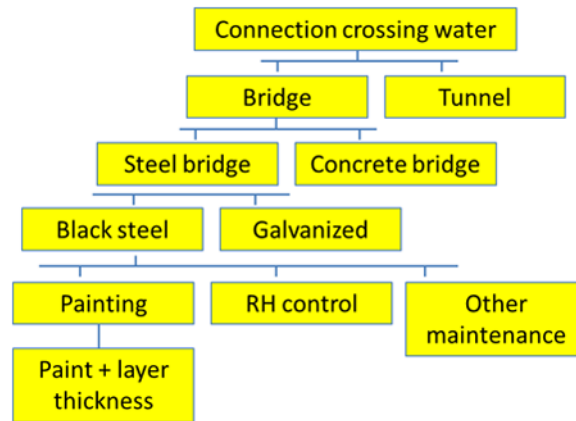 Connection crossing water
Bridge
Tunnel
Steel bridge
Concrete bridge
Black steel
Galvanized
Painting
RH control
Other
maintenance
Paint + layer
thickness